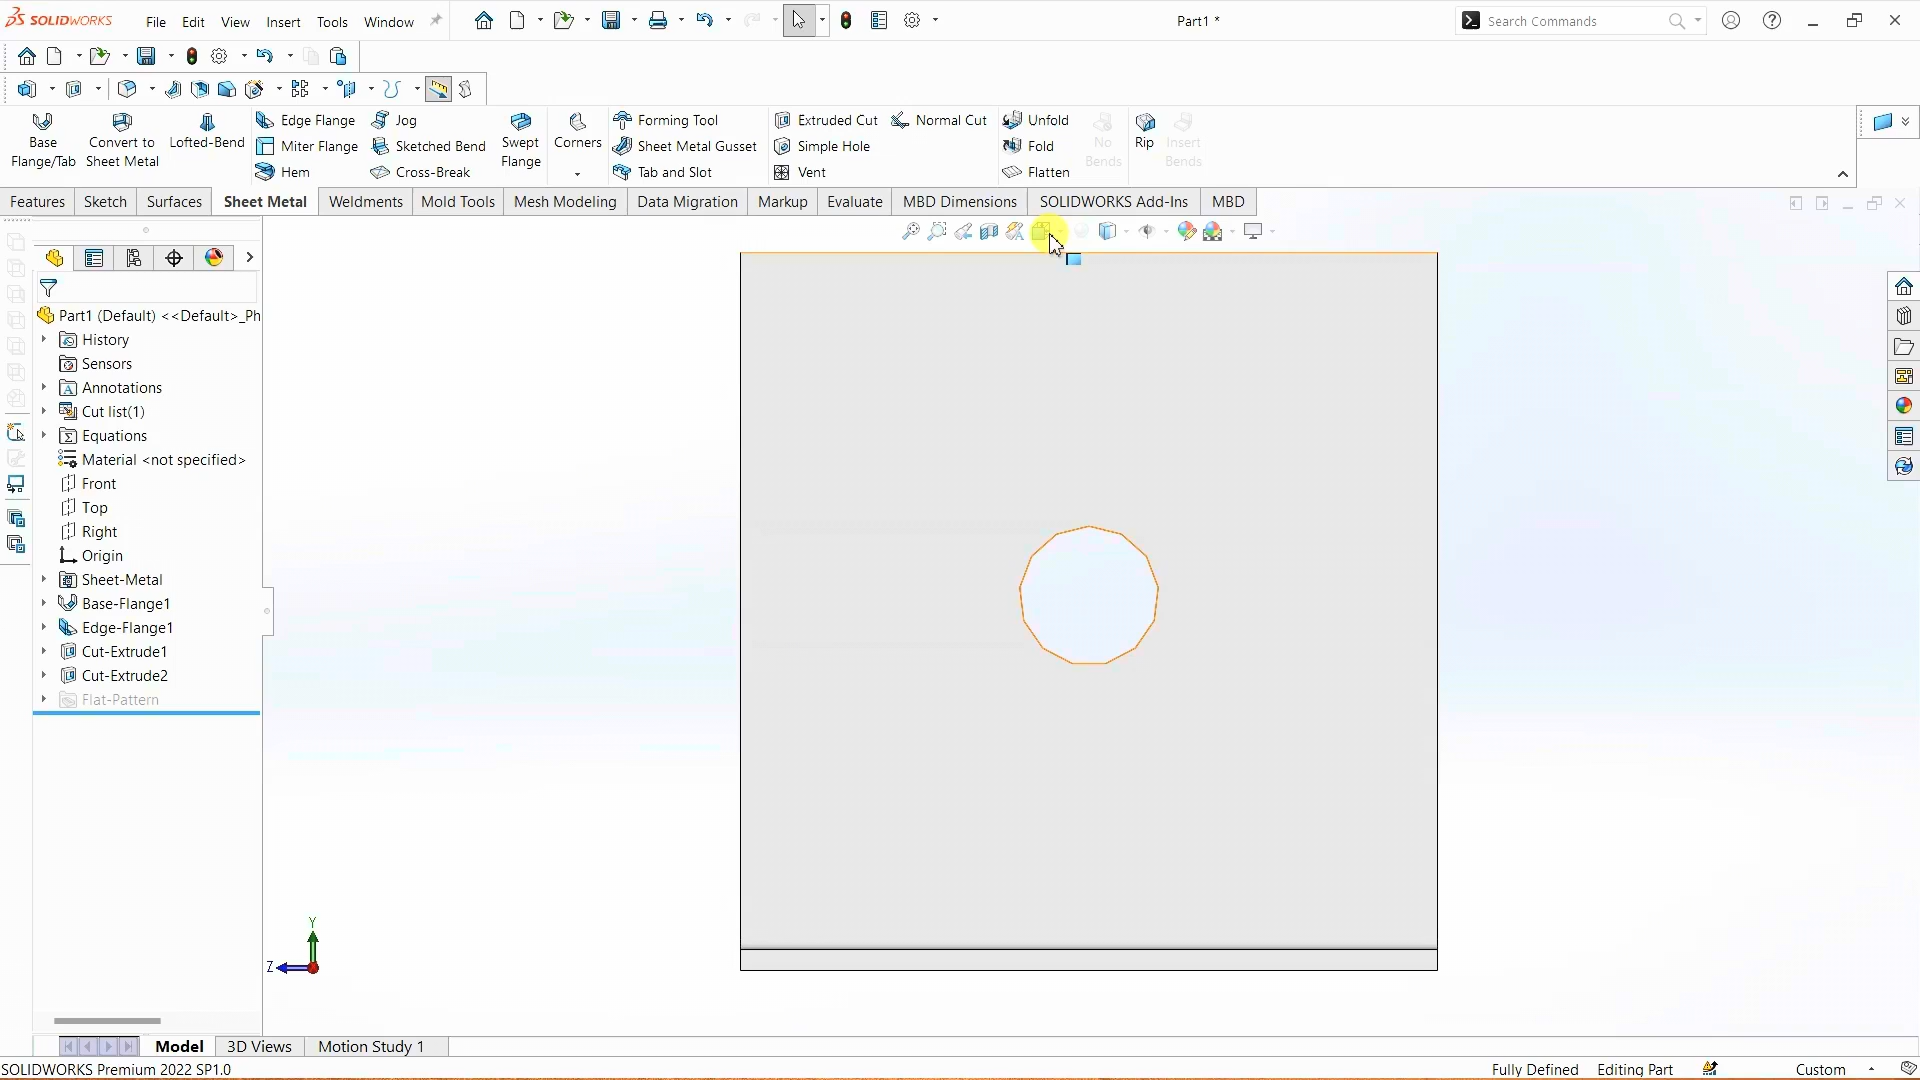 SOLIDWORKS File Edit View Insert Tools Window Part1 * Search Commands
Base Flange/Tab
Convert to Sheet Metal
Lofted-Bend
Edge Flange
Miter Flange
Hem
Jog
Sketched Bend
Cross-Break
Swept Flange
Corners
Forming Tool
Sheet Metal Gusset
Tab and Slot
Extruded Cut
Simple Hole
Vent
Normal Cut
Unfold
Fold
Flatten
No Bends
Rip
Insert Bends
Features Sketch Surfaces Sheet Metal Weldments Mold Tools Mesh Modeling Data Migration Markup Evaluate MBD Dimensions SOLIDWORKS Add-Ins MBD
Part1 (Default) <<Default>_Ph
History
Sensors
Annotations
Cut list(1)
Equations
Material <not specified>
Front
Top
Right
Origin
Sheet-Metal
Base-Flange1
Edge-Flange1
Cut-Extrude1
Cut-Extrude2
Flat-Pattern
Y
Z
Model 3D Views Motion Study 1
SOLIDWORKS Premium 2022 SP1.0 Fully Defined Editing Part Custom